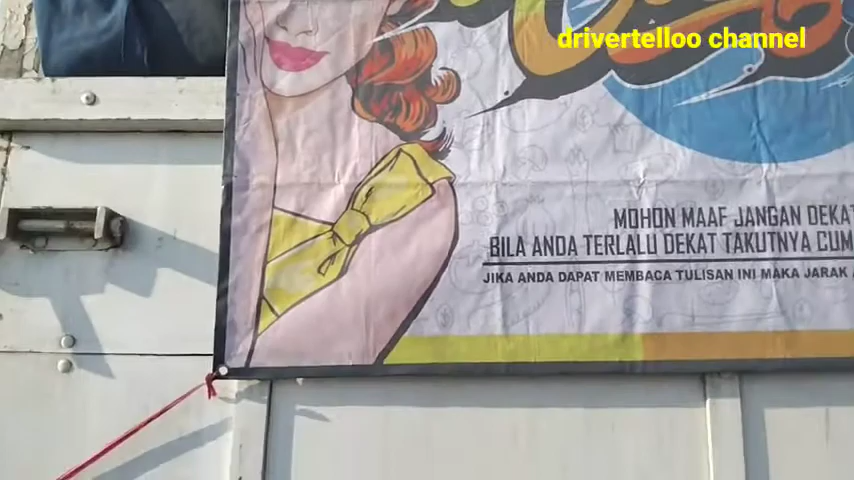 drivertelloo channel
MOHON MAAF JANGAN DEKAT
BILA ANDA TERLALU DEKAT TAKUTNYA CUM
JIKA ANDA DAPAT MEMBACA TULISAN INI MAKA JARAK